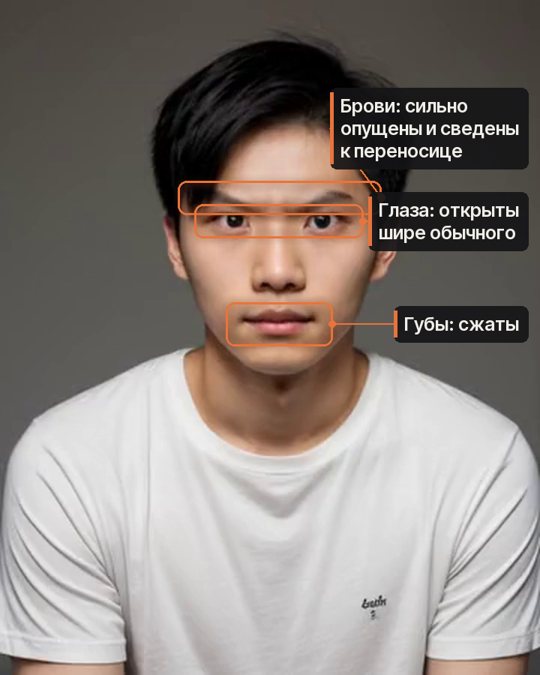 Брови: сильно
опущены и сведены
к переносице
Глаза: открыты
шире обычного
Губы: сжаты